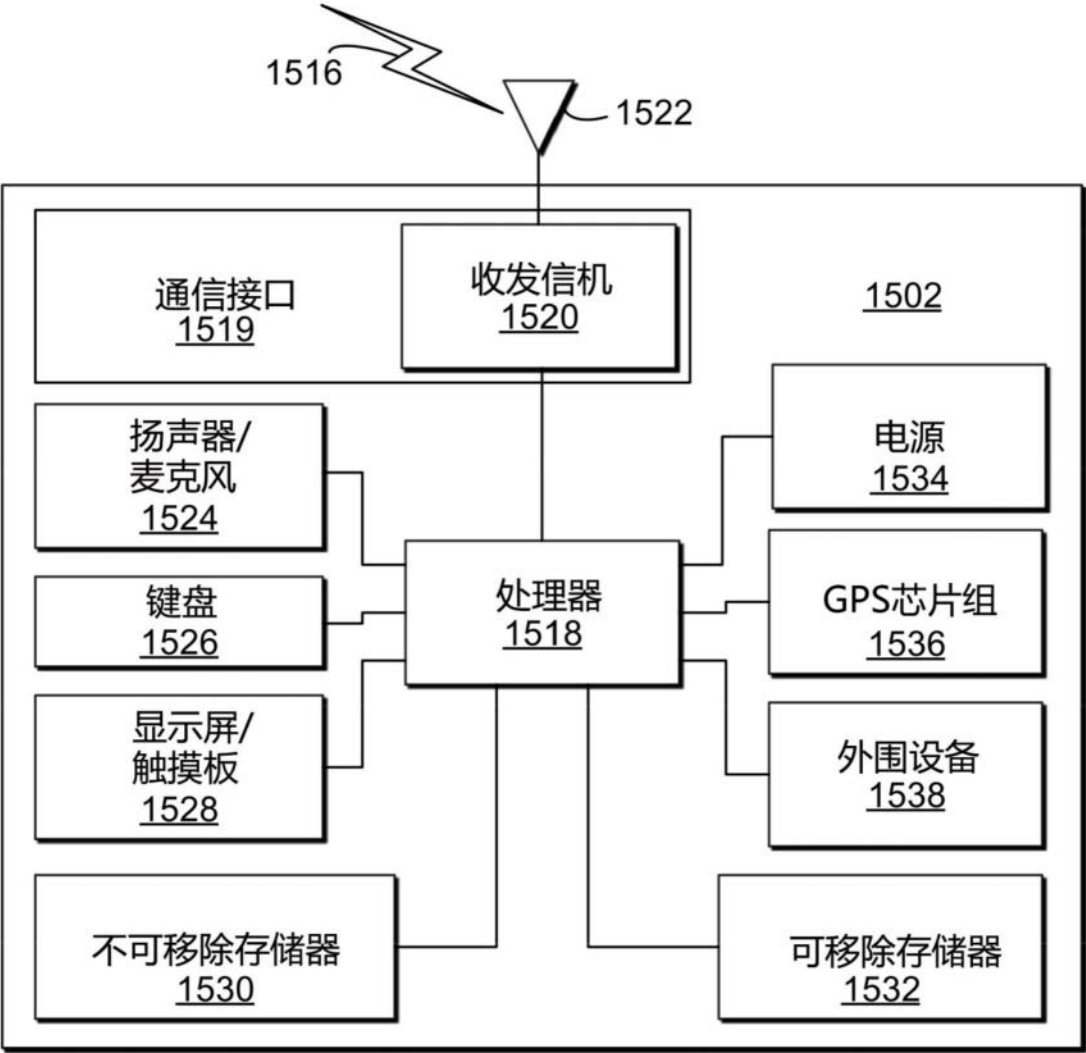 1516
1522
通信接口
1519
收发信机
1520
1502
扬声器/
麦克风
1524
电源
1534
键盘
1526
处理器
1518
GPS芯片组
1536
显示屏/
触摸板
1528
外围设备
1538
不可移除存储器
1530
可移除存储器
1532